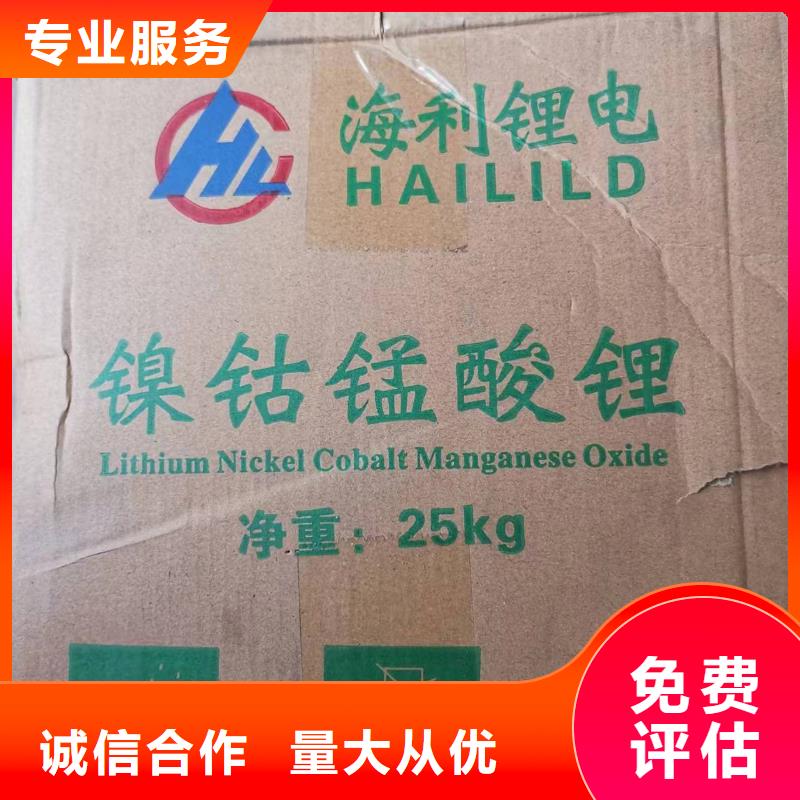 专业服务
HL
海利锂电
HAILILD
镍钴锰酸锂
Lithium Nickel Cobalt Manganese Oxide
净重：25kg
免费
评估
诚信合作 量大从优